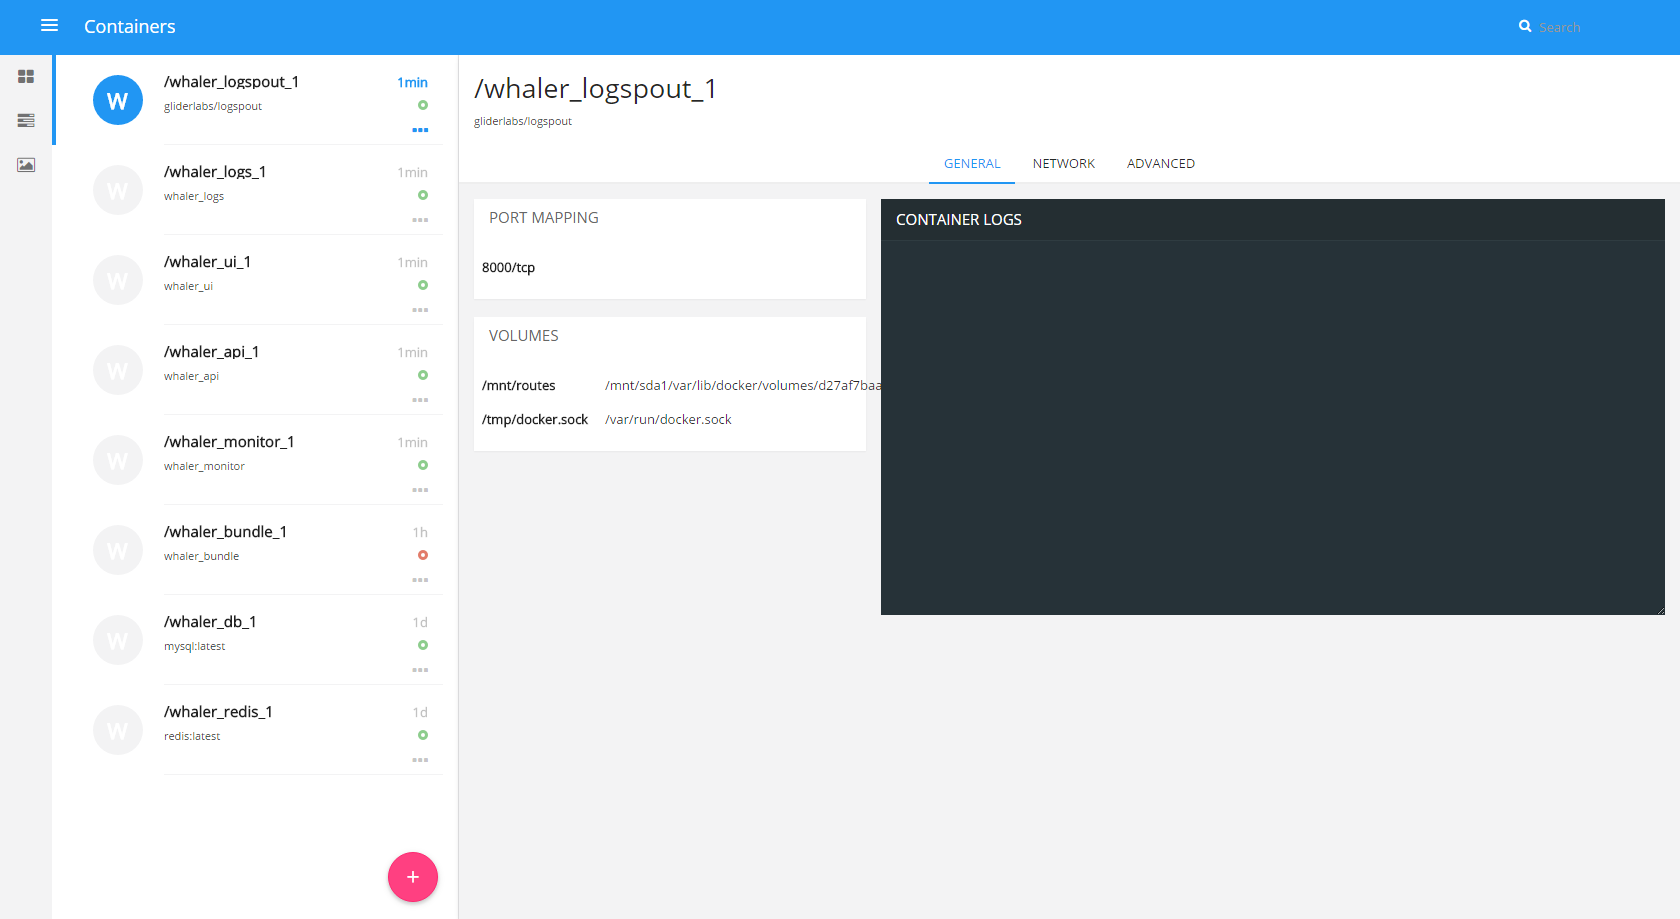 Containers
Search
W
/whaler_logspout_1
1min
gliderlabs/logspout
W
/whaler_logs_1
1min
whaler_logs
W
/whaler_ui_1
1min
whaler_ui
W
/whaler_api_1
1min
whaler_api
W
/whaler_monitor_1
1min
whaler_monitor
W
/whaler_bundle_1
1h
whaler_bundle
W
/whaler_db_1
1d
mysql:latest
W
/whaler_redis_1
1d
redis:latest
+
/whaler_logspout_1
gliderlabs/logspout
GENERAL NETWORK ADVANCED
PORT MAPPING
8000/tcp
VOLUMES
/mnt/routes /mnt/sda1/var/lib/docker/volumes/d27af7baa
/tmp/docker.sock /var/run/docker.sock
CONTAINER LOGS